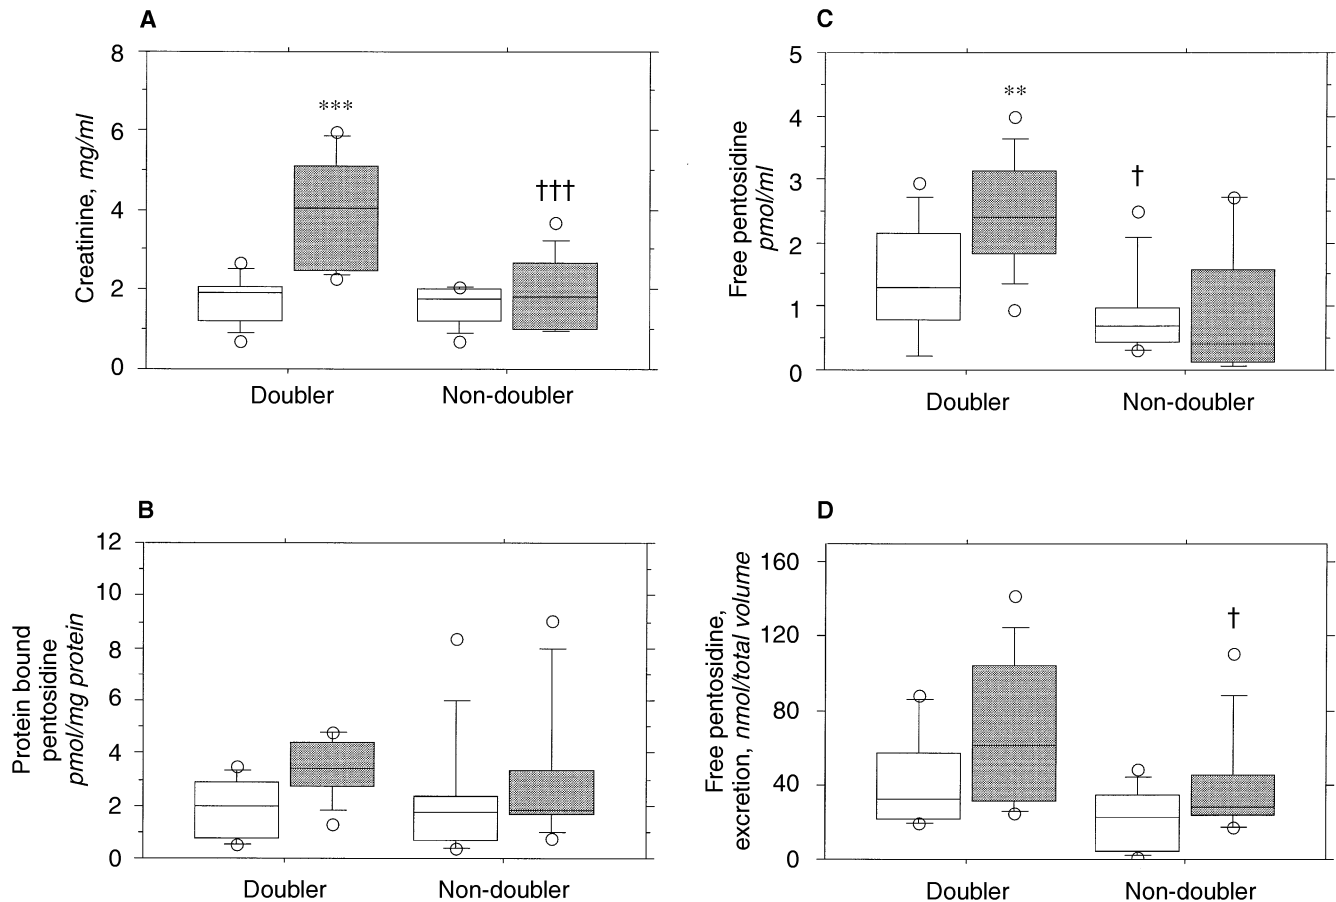 A
Creatinine, mg/ml
8
6
4
2
0
***
†††
Doubler
Non-doubler
C
Free pentosidine
pmol/ml
5
4
3
2
1
0
**
†
Doubler
Non-doubler
B
Protein bound
pentosidine
pmol/mg protein
12
10
8
6
4
2
0
Doubler
Non-doubler
D
Free pentosidine,
excretion, nmol/total volume
160
120
80
40
0
†
Doubler
Non-doubler